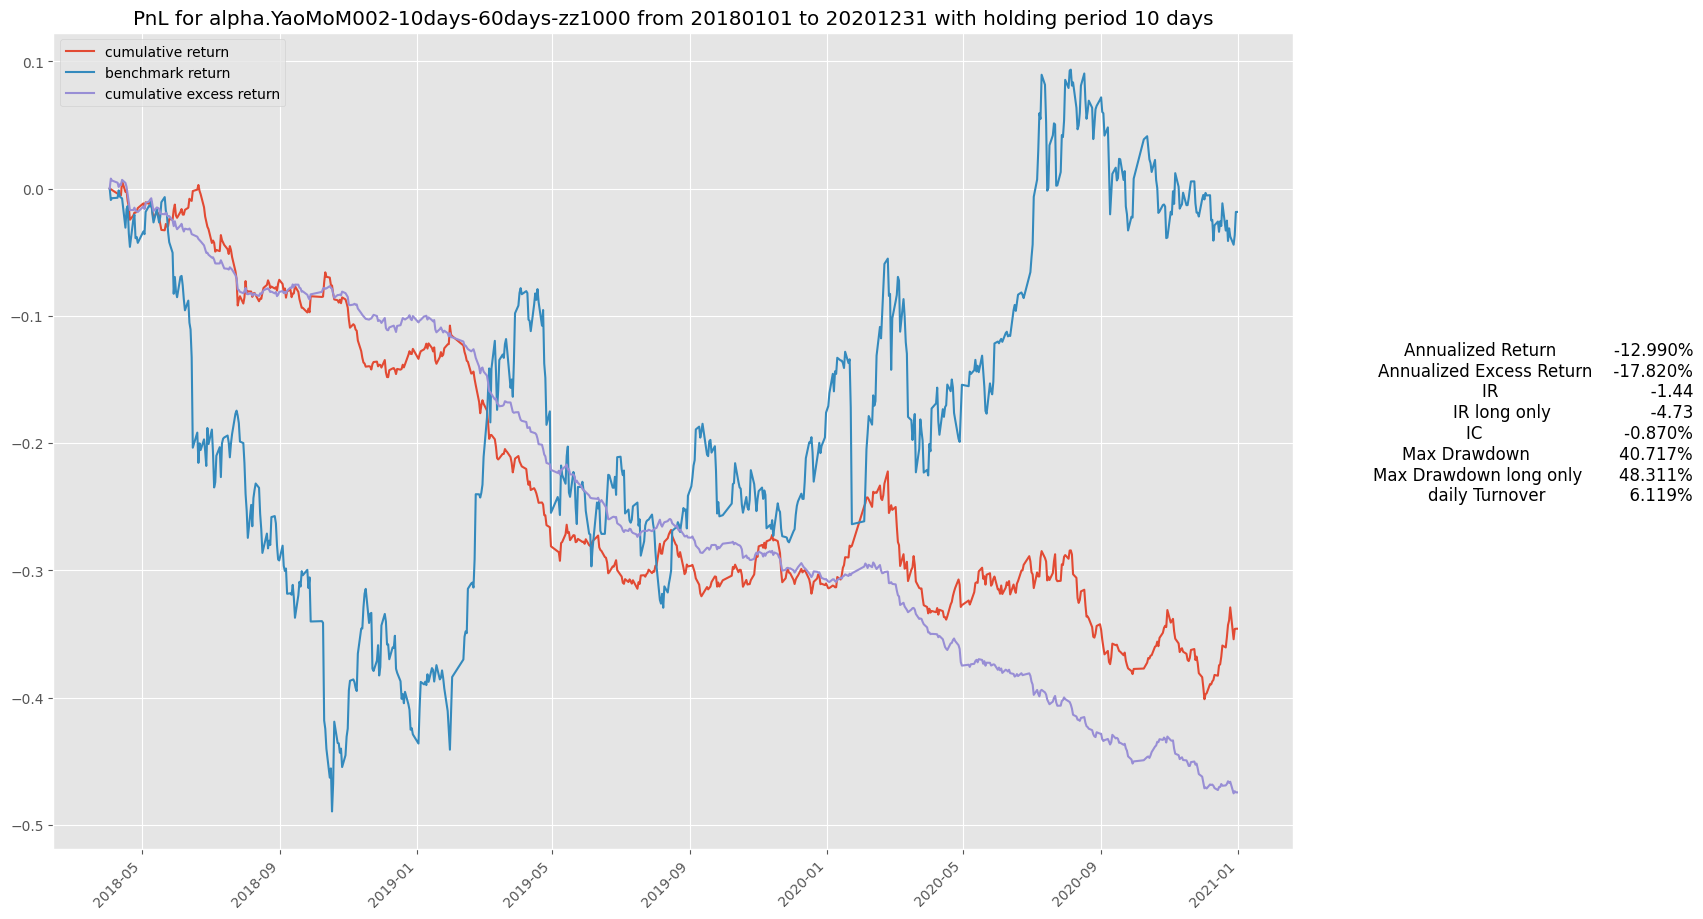 PnL for alpha.YaoMoM002-10days-60days-zz1000 from 20180101 to 20201231 with holding period 10 days
cumulative return
benchmark return
cumulative excess return
0.1
0.0
−0.1
−0.2
−0.3
−0.4
−0.5
2018-05
2018-09
2019-01
2019-05
2019-09
2020-01
2020-05
2020-09
2021-01
Annualized Return -12.990%
Annualized Excess Return -17.820%
IR -1.44
IR long only -4.73
IC -0.870%
Max Drawdown 40.717%
Max Drawdown long only 48.311%
daily Turnover 6.119%